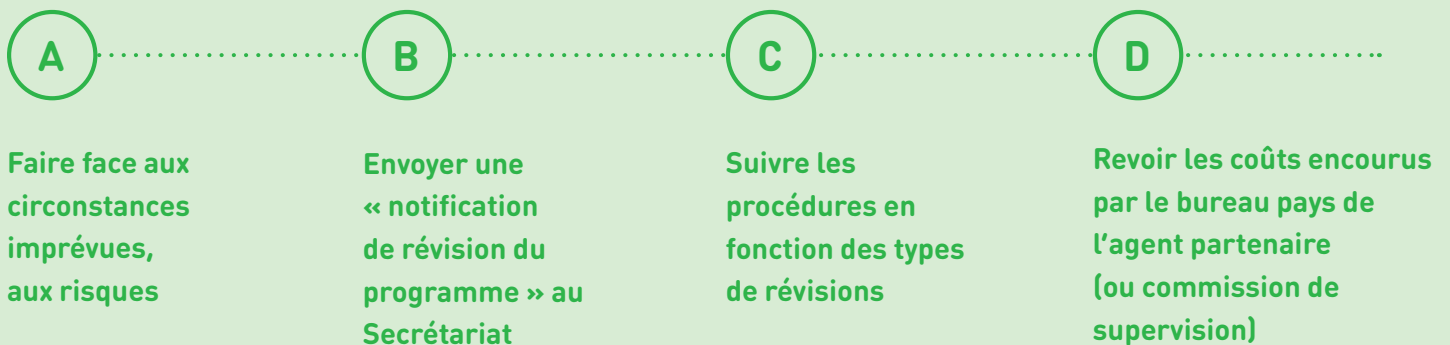 A
Faire face aux
circonstances
imprévues,
aux risques
B
Envoyer une
« notification
de révision du
programme » au
Secrétariat
C
Suivre les
procédures en
fonction des types
de révisions
D
Revoir les coûts encourus
par le bureau pays de
l’agent partenaire
(ou commission de
supervision)